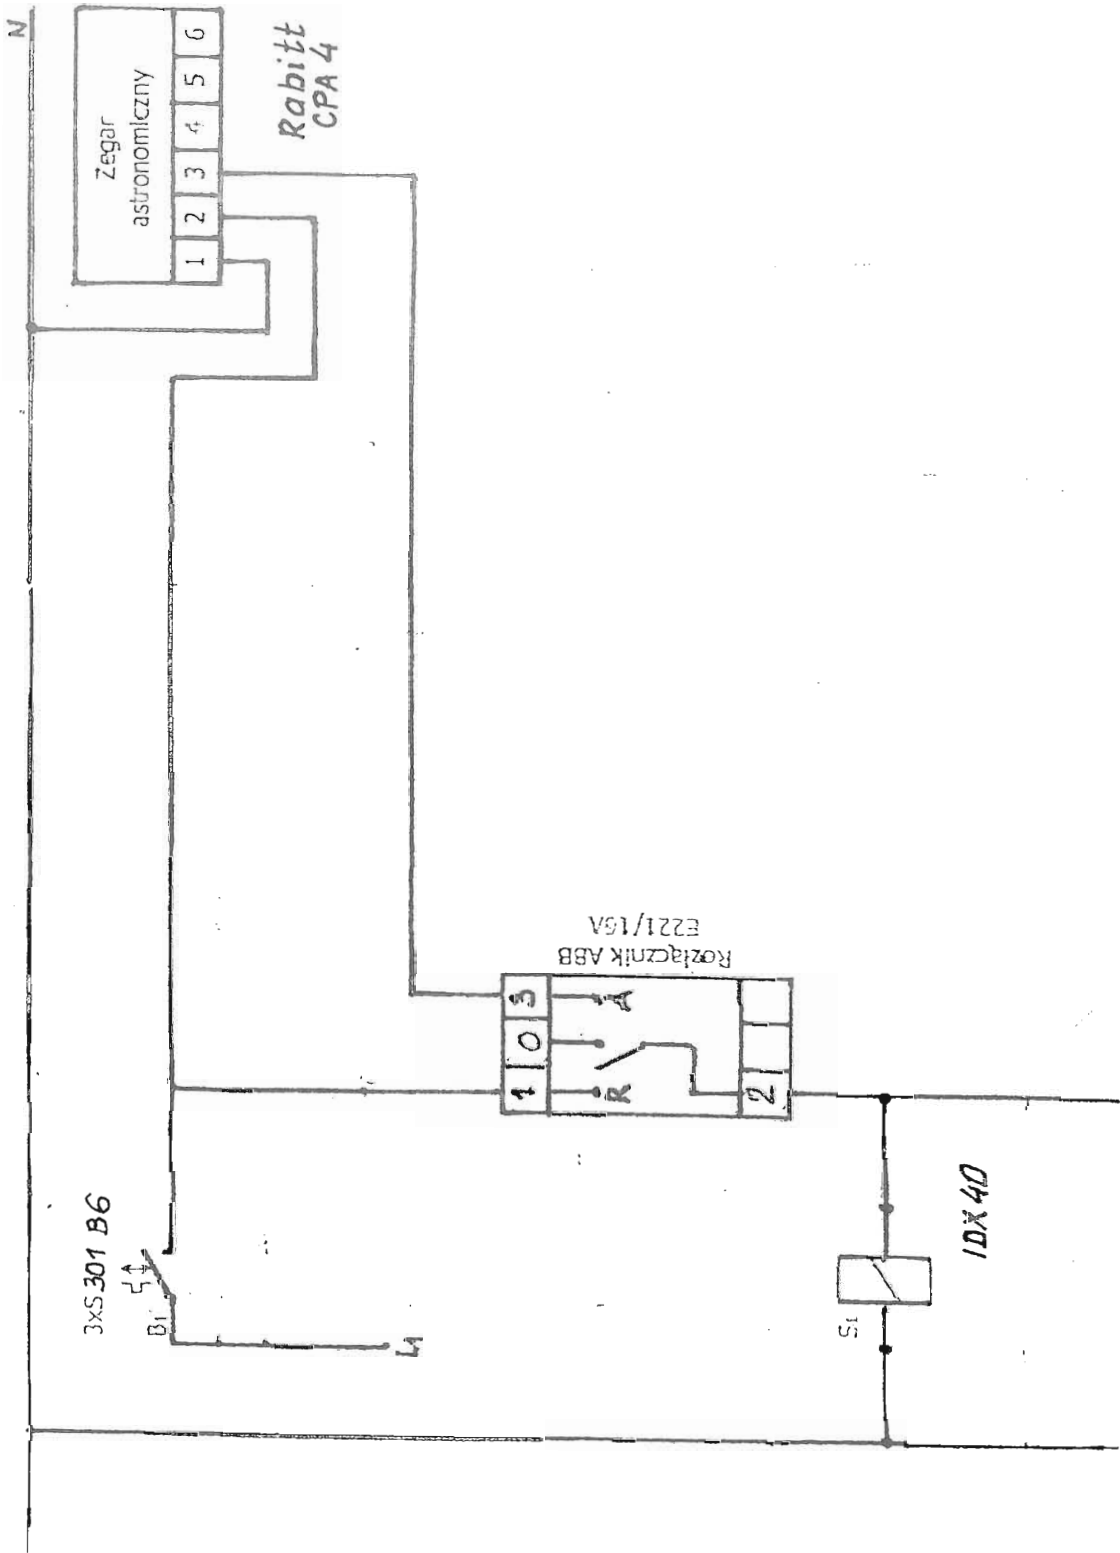 N
Zegar
astronomiczny
1 2 3 4 5 6
Rabitt
CPA 4
3xS301 B6
B1
L1
Rozłącznik ABB
E221/16A
1 0 3
R A
2
S1
IDX 40